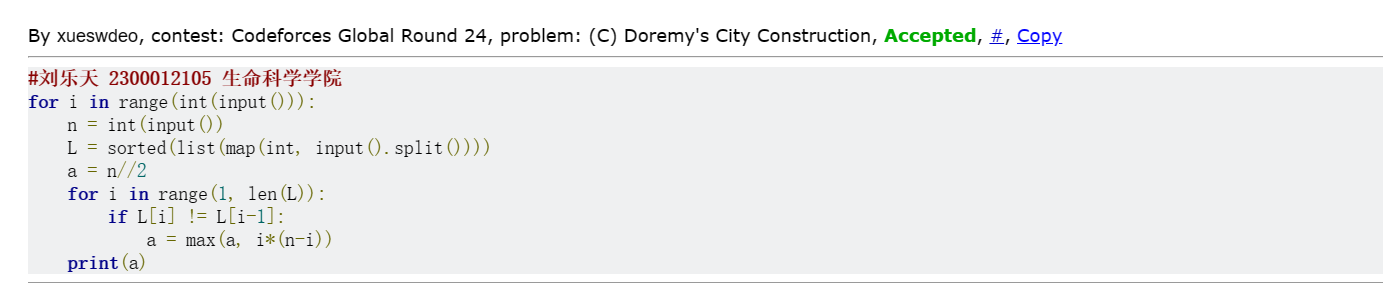 By xueswdeo, contest: Codeforces Global Round 24, problem: (C) Doremy's City Construction, Accepted, #, Copy
#刘乐天 2300012105 生命科学学院
for i in range(int(input())):
    n = int(input())
    L = sorted(list(map(int, input().split())))
    a = n//2
    for i in range(1, len(L)):
        if L[i] != L[i-1]:
            a = max(a, i*(n-i))
    print(a)